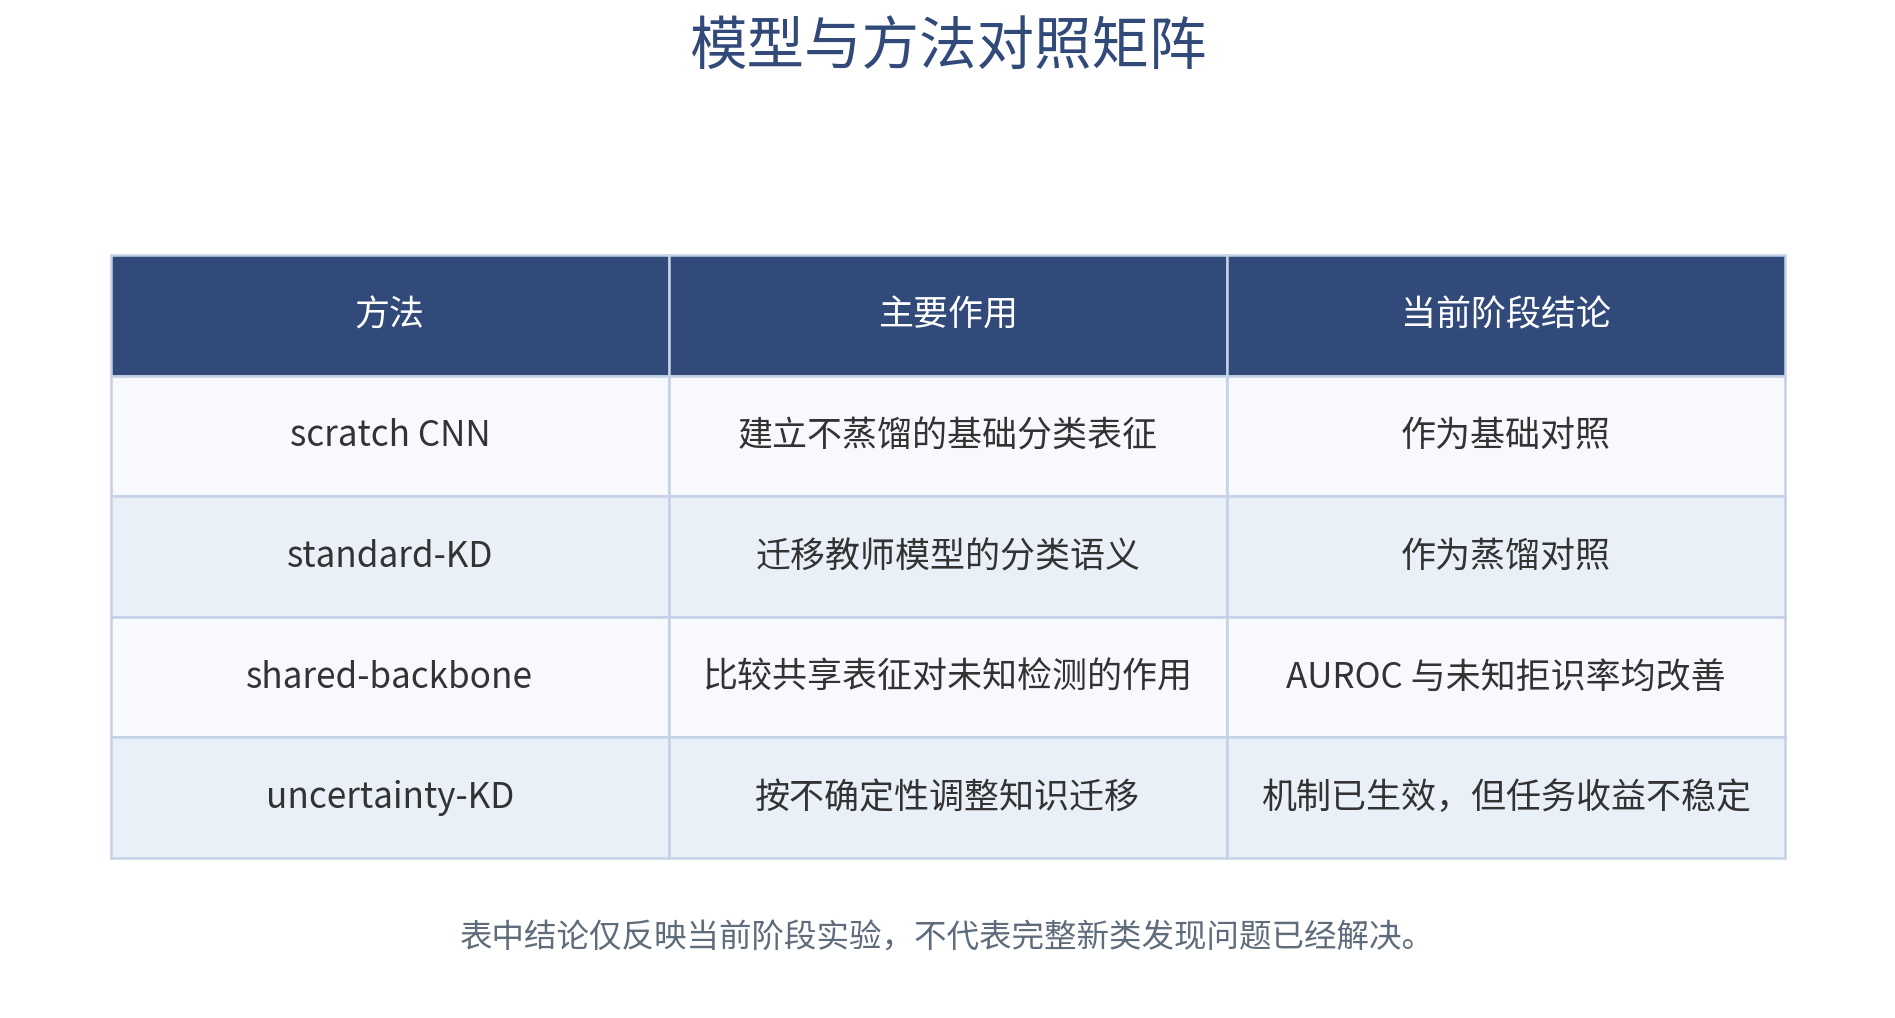 模型与方法对照矩阵
方法 主要作用 当前阶段结论
scratch CNN 建立不蒸馏的基础分类表征 作为基础对照
standard-KD 迁移教师模型的分类语义 作为蒸馏对照
shared-backbone 比较共享表征对未知检测的作用 AUROC 与未知拒识率均改善
uncertainty-KD 按不确定性调整知识迁移 机制已生效，但任务收益不稳定
表中结论仅反映当前阶段实验，不代表完整新类发现问题已经解决。